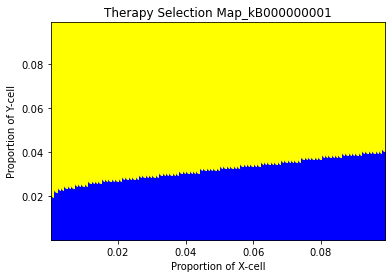 Therapy Selection Map_kB000000001
Proportion of Y-cell
0.08
0.06
0.04
0.02
0.02
0.04
0.06
0.08
Proportion of X-cell